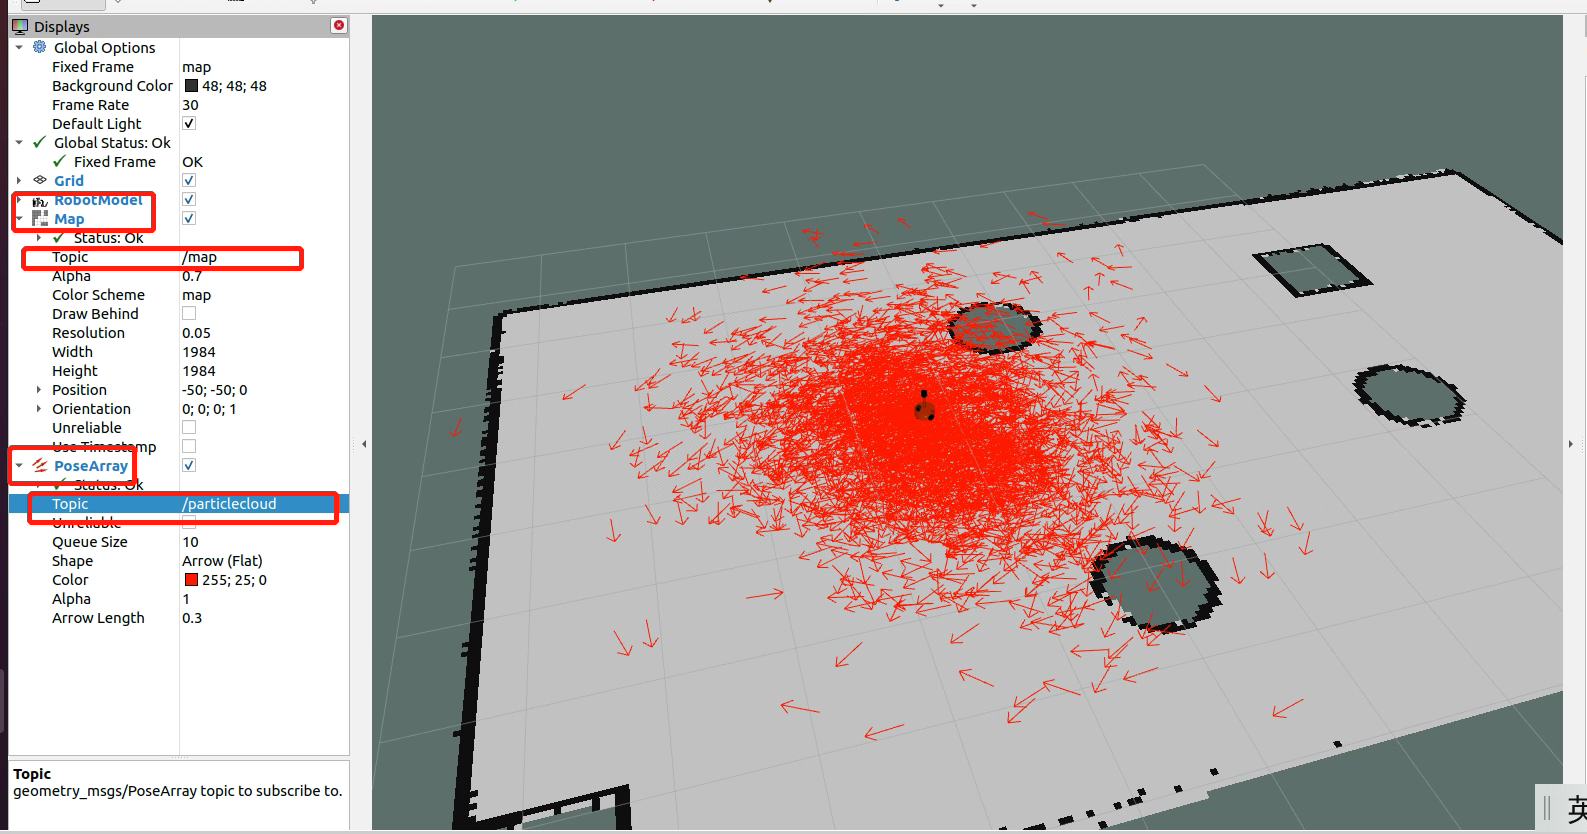 Displays
Global Options
Fixed Frame map
Background Color 48; 48; 48
Frame Rate 30
Default Light
Global Status: Ok
Fixed Frame OK
Grid
RobotModel
Map
Status: Ok
Topic /map
Alpha 0.7
Color Scheme map
Draw Behind
Resolution 0.05
Width 1984
Height 1984
Position -50; -50; 0
Orientation 0; 0; 0; 1
Unreliable
Use Timestamp
PoseArray
Status: Ok
Topic /particlecloud
Unreliable
Queue Size 10
Shape Arrow (Flat)
Color 255; 25; 0
Alpha 1
Arrow Length 0.3
Topic
geometry_msgs/PoseArray topic to subscribe to.
英